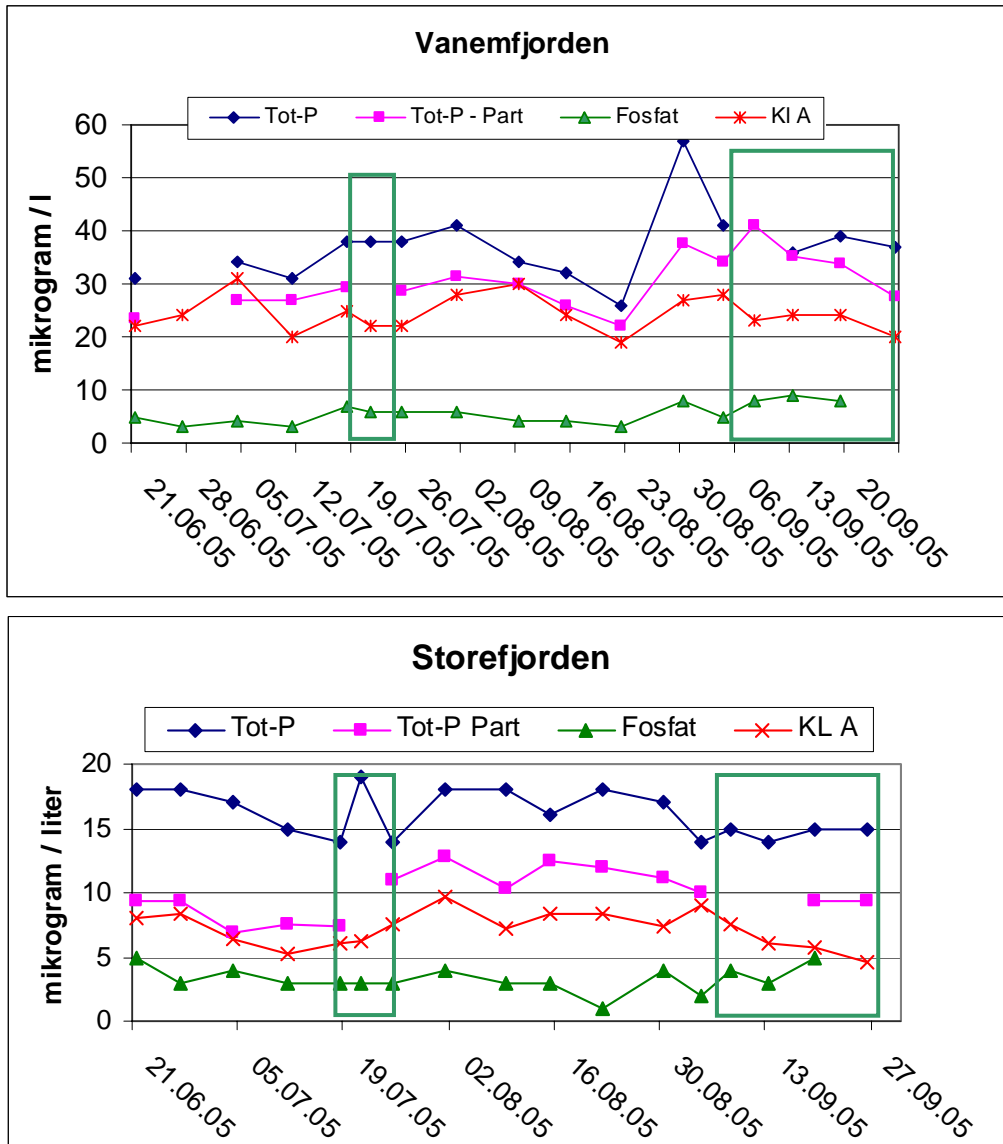 Vanemfjorden
Tot-P Tot-P - Part Fosfat Kl A
mikrogram / l
60
50
40
30
20
10
0
21.06.05 28.06.05 05.07.05 12.07.05 19.07.05 26.07.05 02.08.05 09.08.05 16.08.05 23.08.05 30.08.05 06.09.05 13.09.05 20.09.05
Storefjorden
Tot-P Tot-P Part Fosfat KL A
mikrogram / liter
20
15
10
5
0
21.06.05 05.07.05 19.07.05 02.08.05 16.08.05 30.08.05 13.09.05 27.09.05